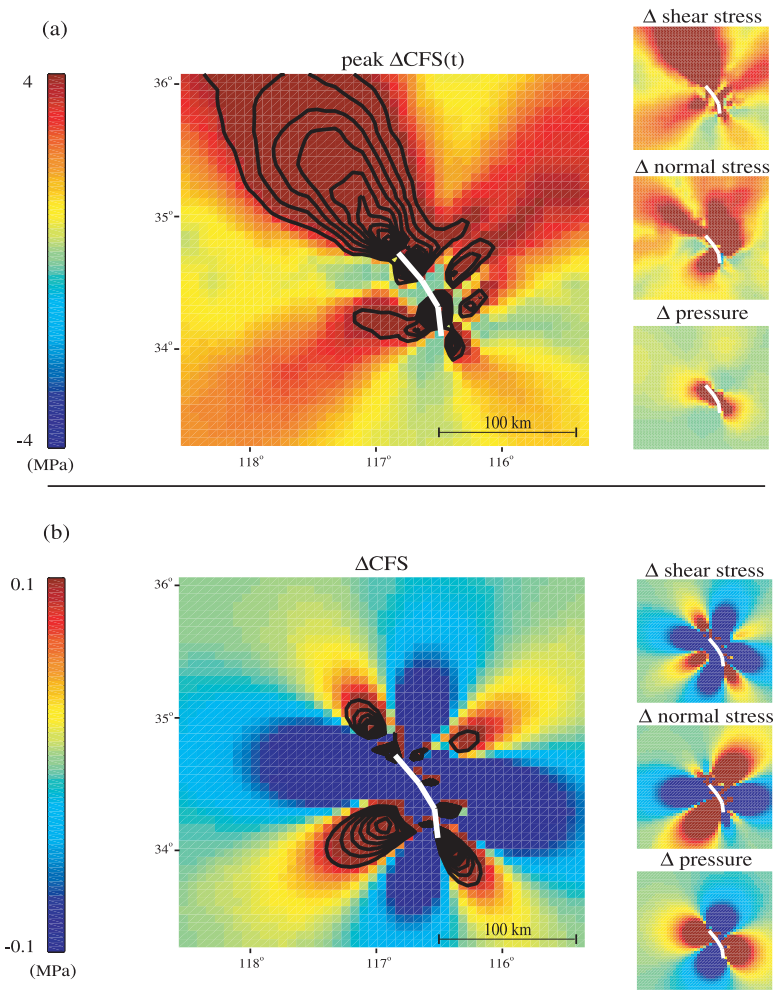 (a)
peak ΔCFS(t)
4
-4
(MPa)
36°
35°
34°
118°
117°
116°
100 km
Δ shear stress
Δ normal stress
Δ pressure
(b)
ΔCFS
0.1
-0.1
(MPa)
36°
35°
34°
118°
117°
116°
100 km
Δ shear stress
Δ normal stress
Δ pressure